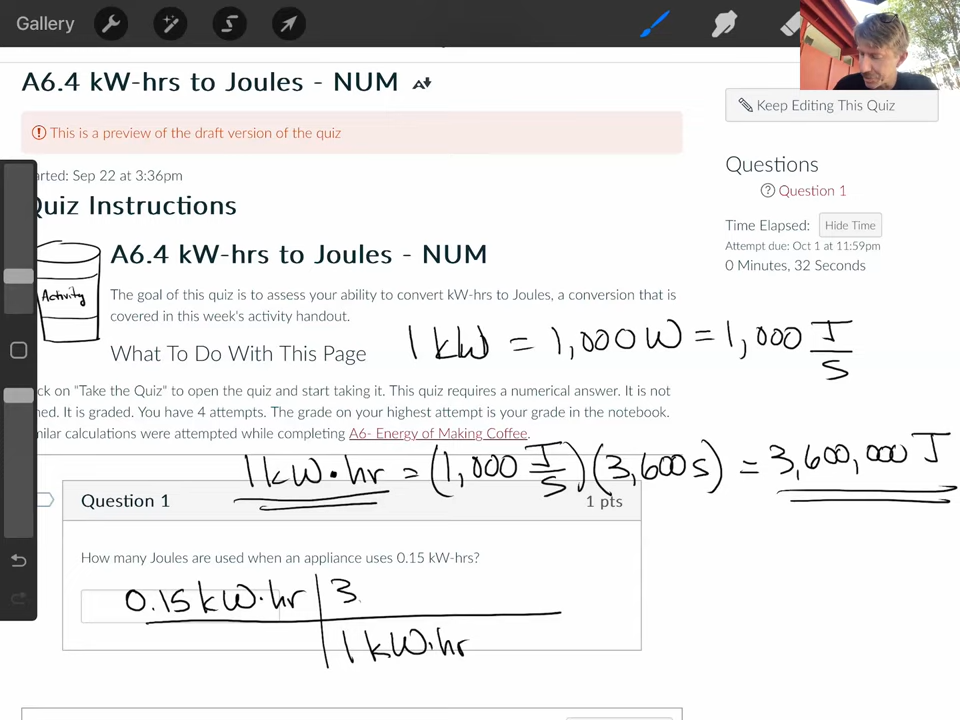 Gallery
A6.4 kW-hrs to Joules - NUM
Keep Editing This Quiz
This is a preview of the draft version of the quiz
Questions
Question 1
arted: Sep 22 at 3:36pm
Quiz Instructions
Time Elapsed: Hide Time
Attempt due: Oct 1 at 11:59pm
0 Minutes, 32 Seconds
A6.4 kW-hrs to Joules - NUM
Activity
The goal of this quiz is to assess your ability to convert kW-hrs to Joules, a conversion that is
covered in this week's activity handout.
1 kW = 1,000 W = 1,000 J/s
What To Do With This Page
ck on "Take the Quiz" to open the quiz and start taking it. This quiz requires a numerical answer. It is not
ned. It is graded. You have 4 attempts. The grade on your highest attempt is your grade in the notebook.
milar calculations were attempted while completing A6- Energy of Making Coffee.
1 kW·hr = (1,000 J/s)(3,600 s) = 3,600,000 J
Question 1 1 pts
How many Joules are used when an appliance uses 0.15 kW-hrs?
0.15 kW·hr | 3
1 kW·hr